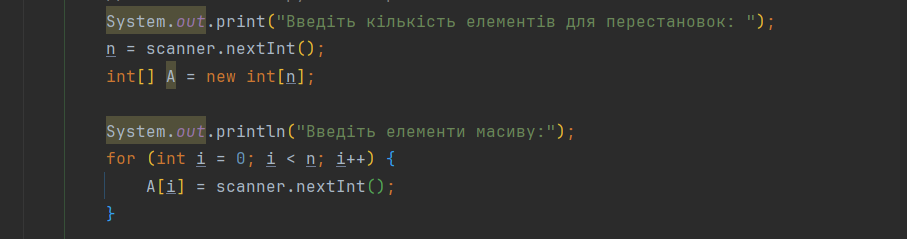 System.out.print("Введіть кількість елементів для перестановок: ");
n = scanner.nextInt();
int[] A = new int[n];
System.out.println("Введіть елементи масиву:");
for (int i = 0; i < n; i++) {
A[i] = scanner.nextInt();
}